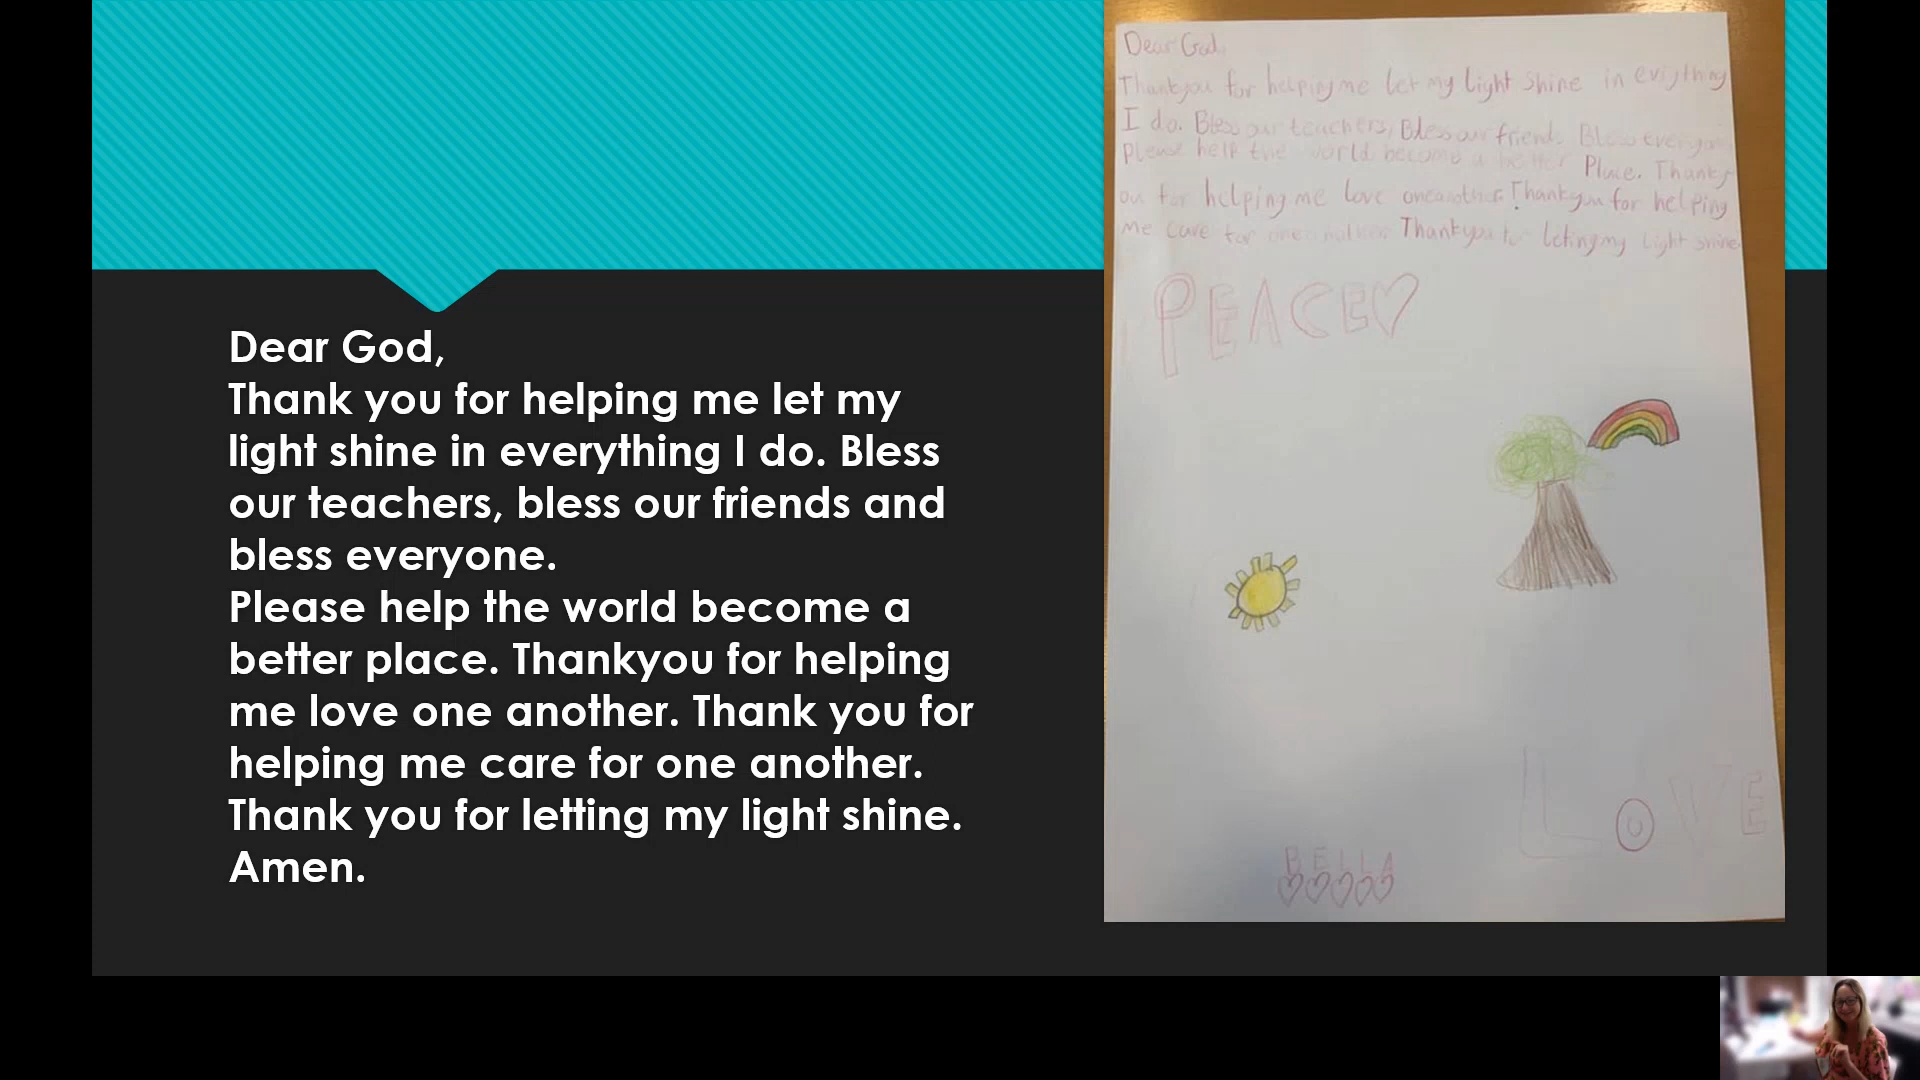 Dear God,
Thank you for helping me let my
light shine in everything I do. Bless
our teachers, bless our friends and
bless everyone.
Please help the world become a
better place. Thankyou for helping
me love one another. Thank you for
helping me care for one another.
Thank you for letting my light shine.
Amen.
Dear God,
Thankyou for helping me let my light shine in evrything
I do. Bless our teachers, Bless our friends Bless everyone
Please help the world become a better Place. Thanky
ou for helping me love oneanother. Thankyou for helping
me care for oneanother Thankyou for leting my light shine
PEACE
LOVE
BELLA